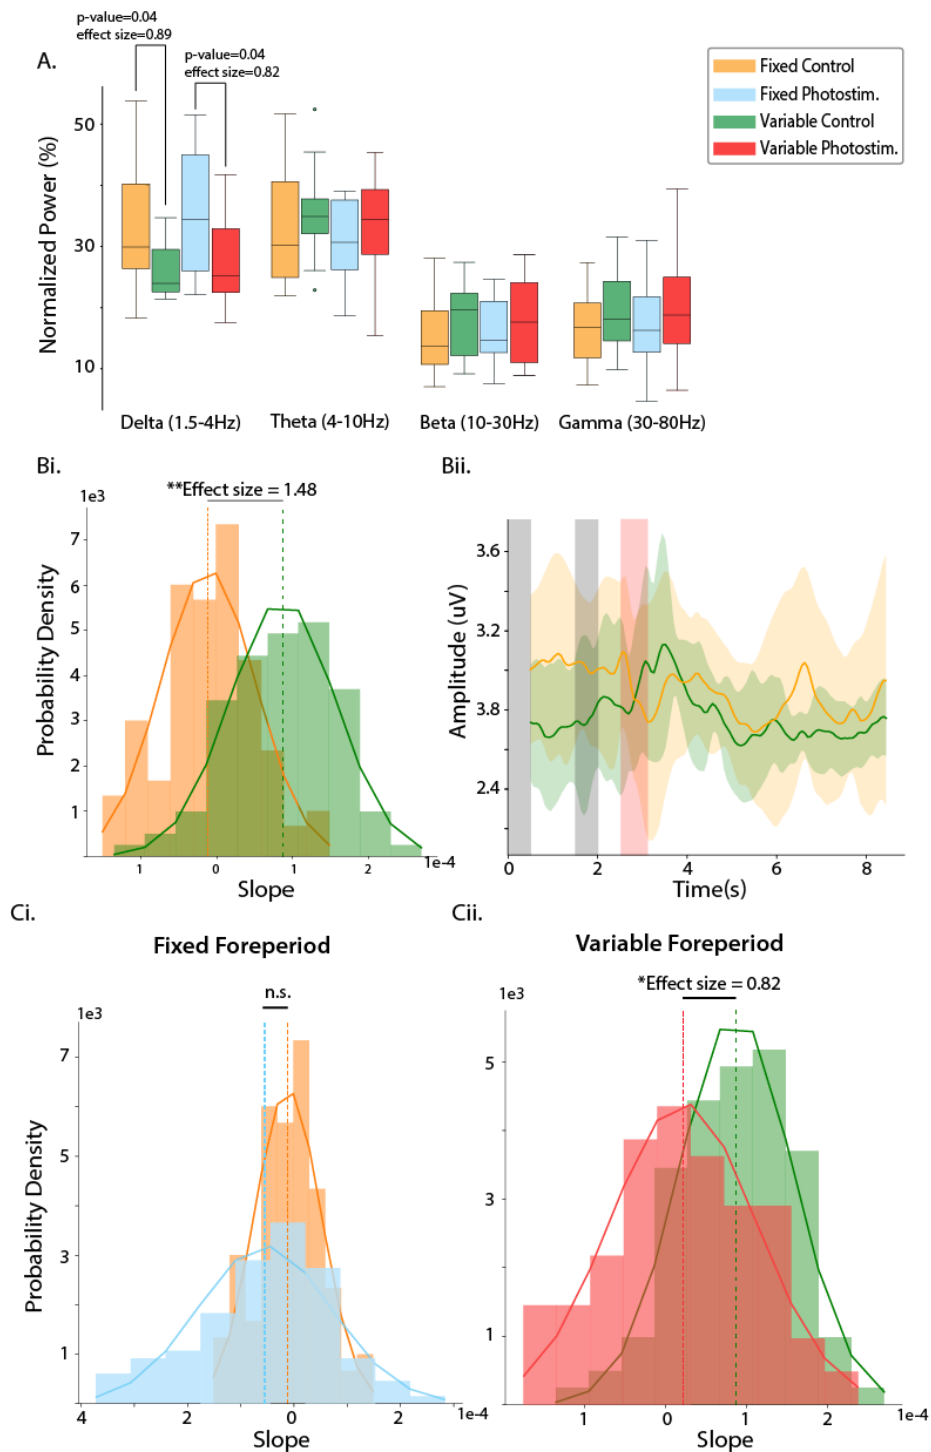 p-value=0.04
effect size=0.89
A.
p-value=0.04
effect size=0.82
Fixed Control
Fixed Photostim.
Variable Control
Variable Photostim.
Normalized Power (%)
50
30
10
Delta (1.5-4Hz)
Theta (4-10Hz)
Beta (10-30Hz)
Gamma (30-80Hz)
Bi.
**Effect size = 1.48
1e3
Probability Density
7
6
5
4
3
2
1
1
0
1
2
1e-4
Slope
Bii.
Amplitude (uV)
3.6
3.2
3.8
2.4
0
2
4
6
8
Time(s)
Ci.
Fixed Foreperiod
n.s.
1e3
Probability Density
7
5
3
1
4
2
0
2
1e-4
Slope
Cii.
Variable Foreperiod
*Effect size = 0.82
1e3
5
3
1
1
0
1
2
1e-4
Slope